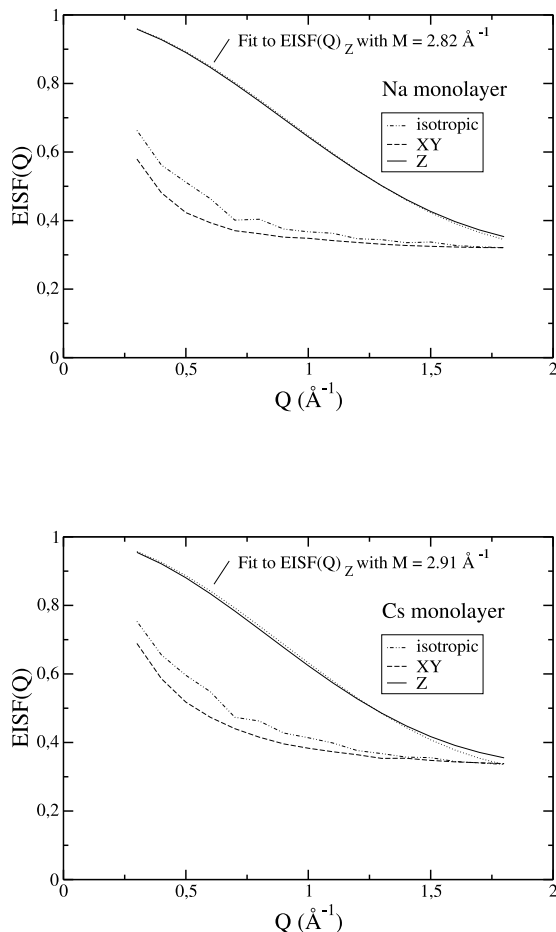 1
Fit to EISF(Q)Z with M = 2.82 Å-1
0,8
Na monolayer
isotropic
0,6
XY
Z
EISF(Q)
0,4
0,2
0
0 0,5 1 1,5 2
Q (Å-1)
1
Fit to EISF(Q)Z with M = 2.91 Å-1
0,8
Cs monolayer
isotropic
0,6
XY
Z
EISF(Q)
0,4
0,2
0
0 0,5 1 1,5 2
Q (Å-1)